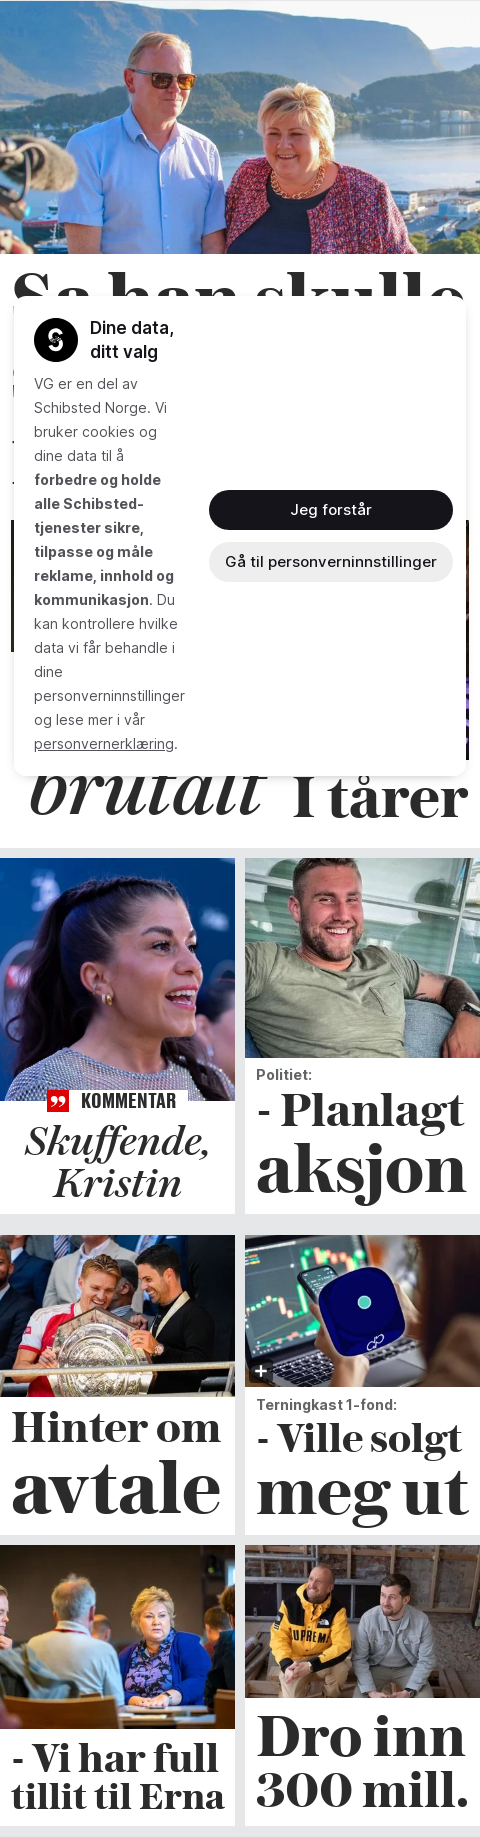 Sa han skulle
Dine data,
ditt valg
VG er en del av
Schibsted Norge. Vi
bruker cookies og
dine data til å
forbedre og holde
alle Schibsted-
tjenester sikre,
tilpasse og måle
reklame, innhold og
kommunikasjon. Du
kan kontrollere hvilke
data vi får behandle i
dine
personverninnstillinger
og lese mer i vår
personvernerklæring.
Jeg forstår
Gå til personverninnstillinger
brutalt
I tårer
KOMMENTAR
Skuffende,
Kristin
Politiet:
- Planlagt
aksjon
Hinter om
avtale
Terningkast 1-fond:
- Ville solgt
meg ut
- Vi har full
tillit til Erna
SUPREME
Dro inn
300 mill.